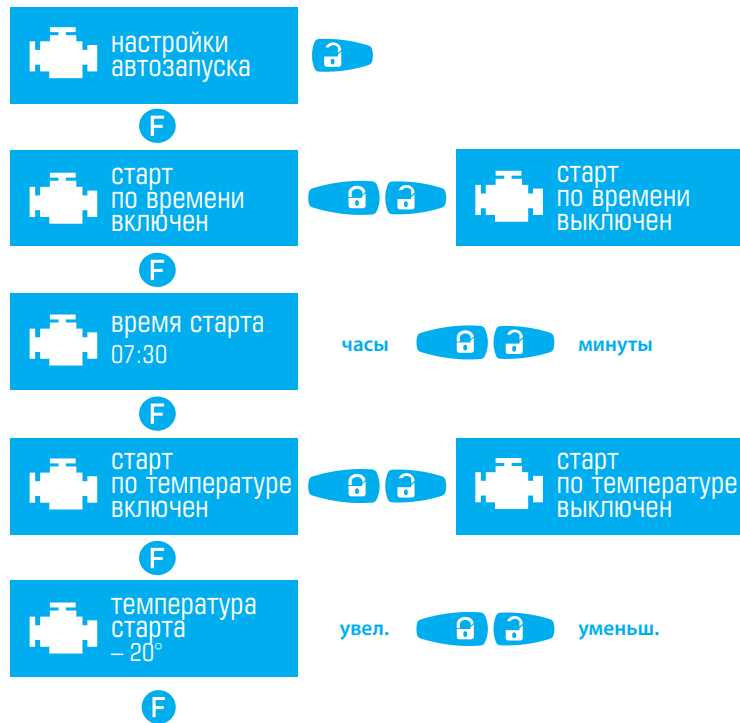 настройки
автозапуска
F
старт
по времени
включен
старт
по времени
выключен
F
время старта
07:30
часы
минуты
F
старт
по температуре
включен
старт
по температуре
выключен
F
температура
старта
– 20°
увел.
уменьш.
F